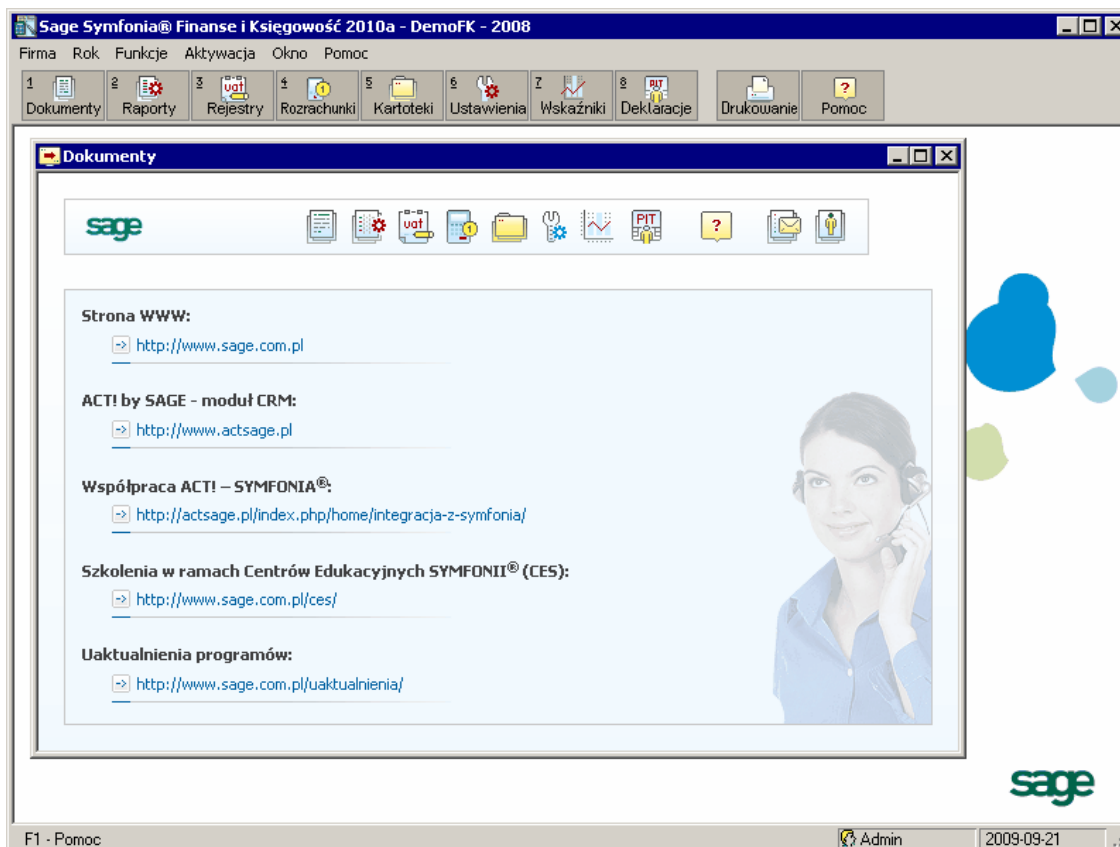 Sage Symfonia® Finanse i Księgowość 2010a - DemoFK - 2008
Firma Rok Funkcje Aktywacja Okno Pomoc
1 2 3 4 5 6 7 8
Dokumenty Raporty Rejestry Rozrachunki Kartoteki Ustawienia Wskaźniki Deklaracje Drukowanie Pomoc
Dokumenty
sage
vat 1 PIT ?
Strona WWW:
http://www.sage.com.pl
ACT! by SAGE - moduł CRM:
http://www.actsage.pl
Współpraca ACT! – SYMFONIA®:
http://actsage.pl/index.php/home/integracja-z-symfonia/
Szkolenia w ramach Centrów Edukacyjnych SYMFONII® (CES):
http://www.sage.com.pl/ces/
Uaktualnienia programów:
http://www.sage.com.pl/uaktualnienia/
sage
F1 - Pomoc Admin 2009-09-21